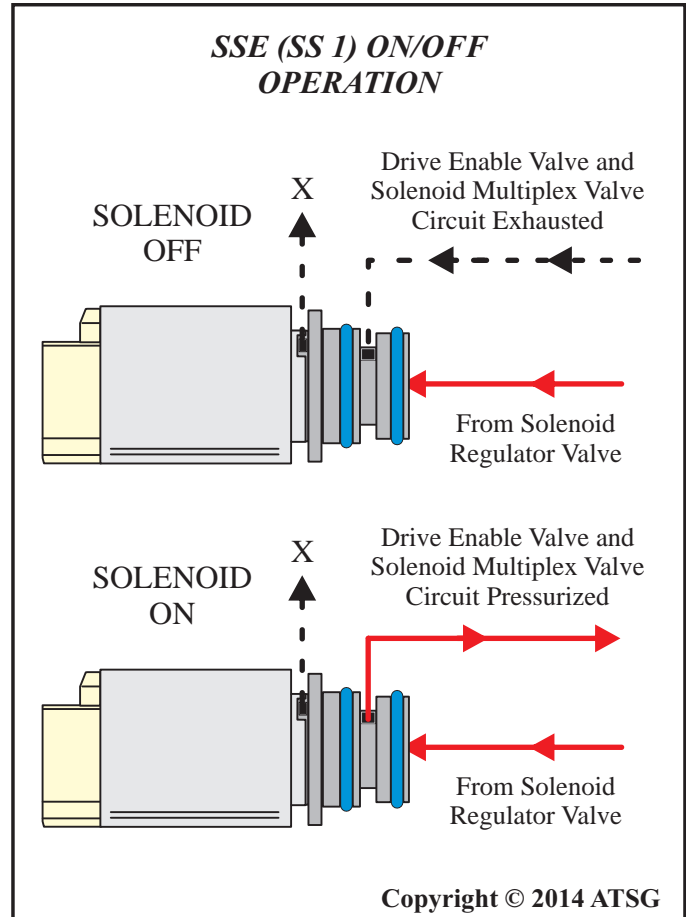 SSE (SS 1) ON/OFF
OPERATION
SOLENOID
OFF
X
Drive Enable Valve and
Solenoid Multiplex Valve
Circuit Exhausted
From Solenoid
Regulator Valve
SOLENOID
ON
X
Drive Enable Valve and
Solenoid Multiplex Valve
Circuit Pressurized
From Solenoid
Regulator Valve
Copyright © 2014 ATSG